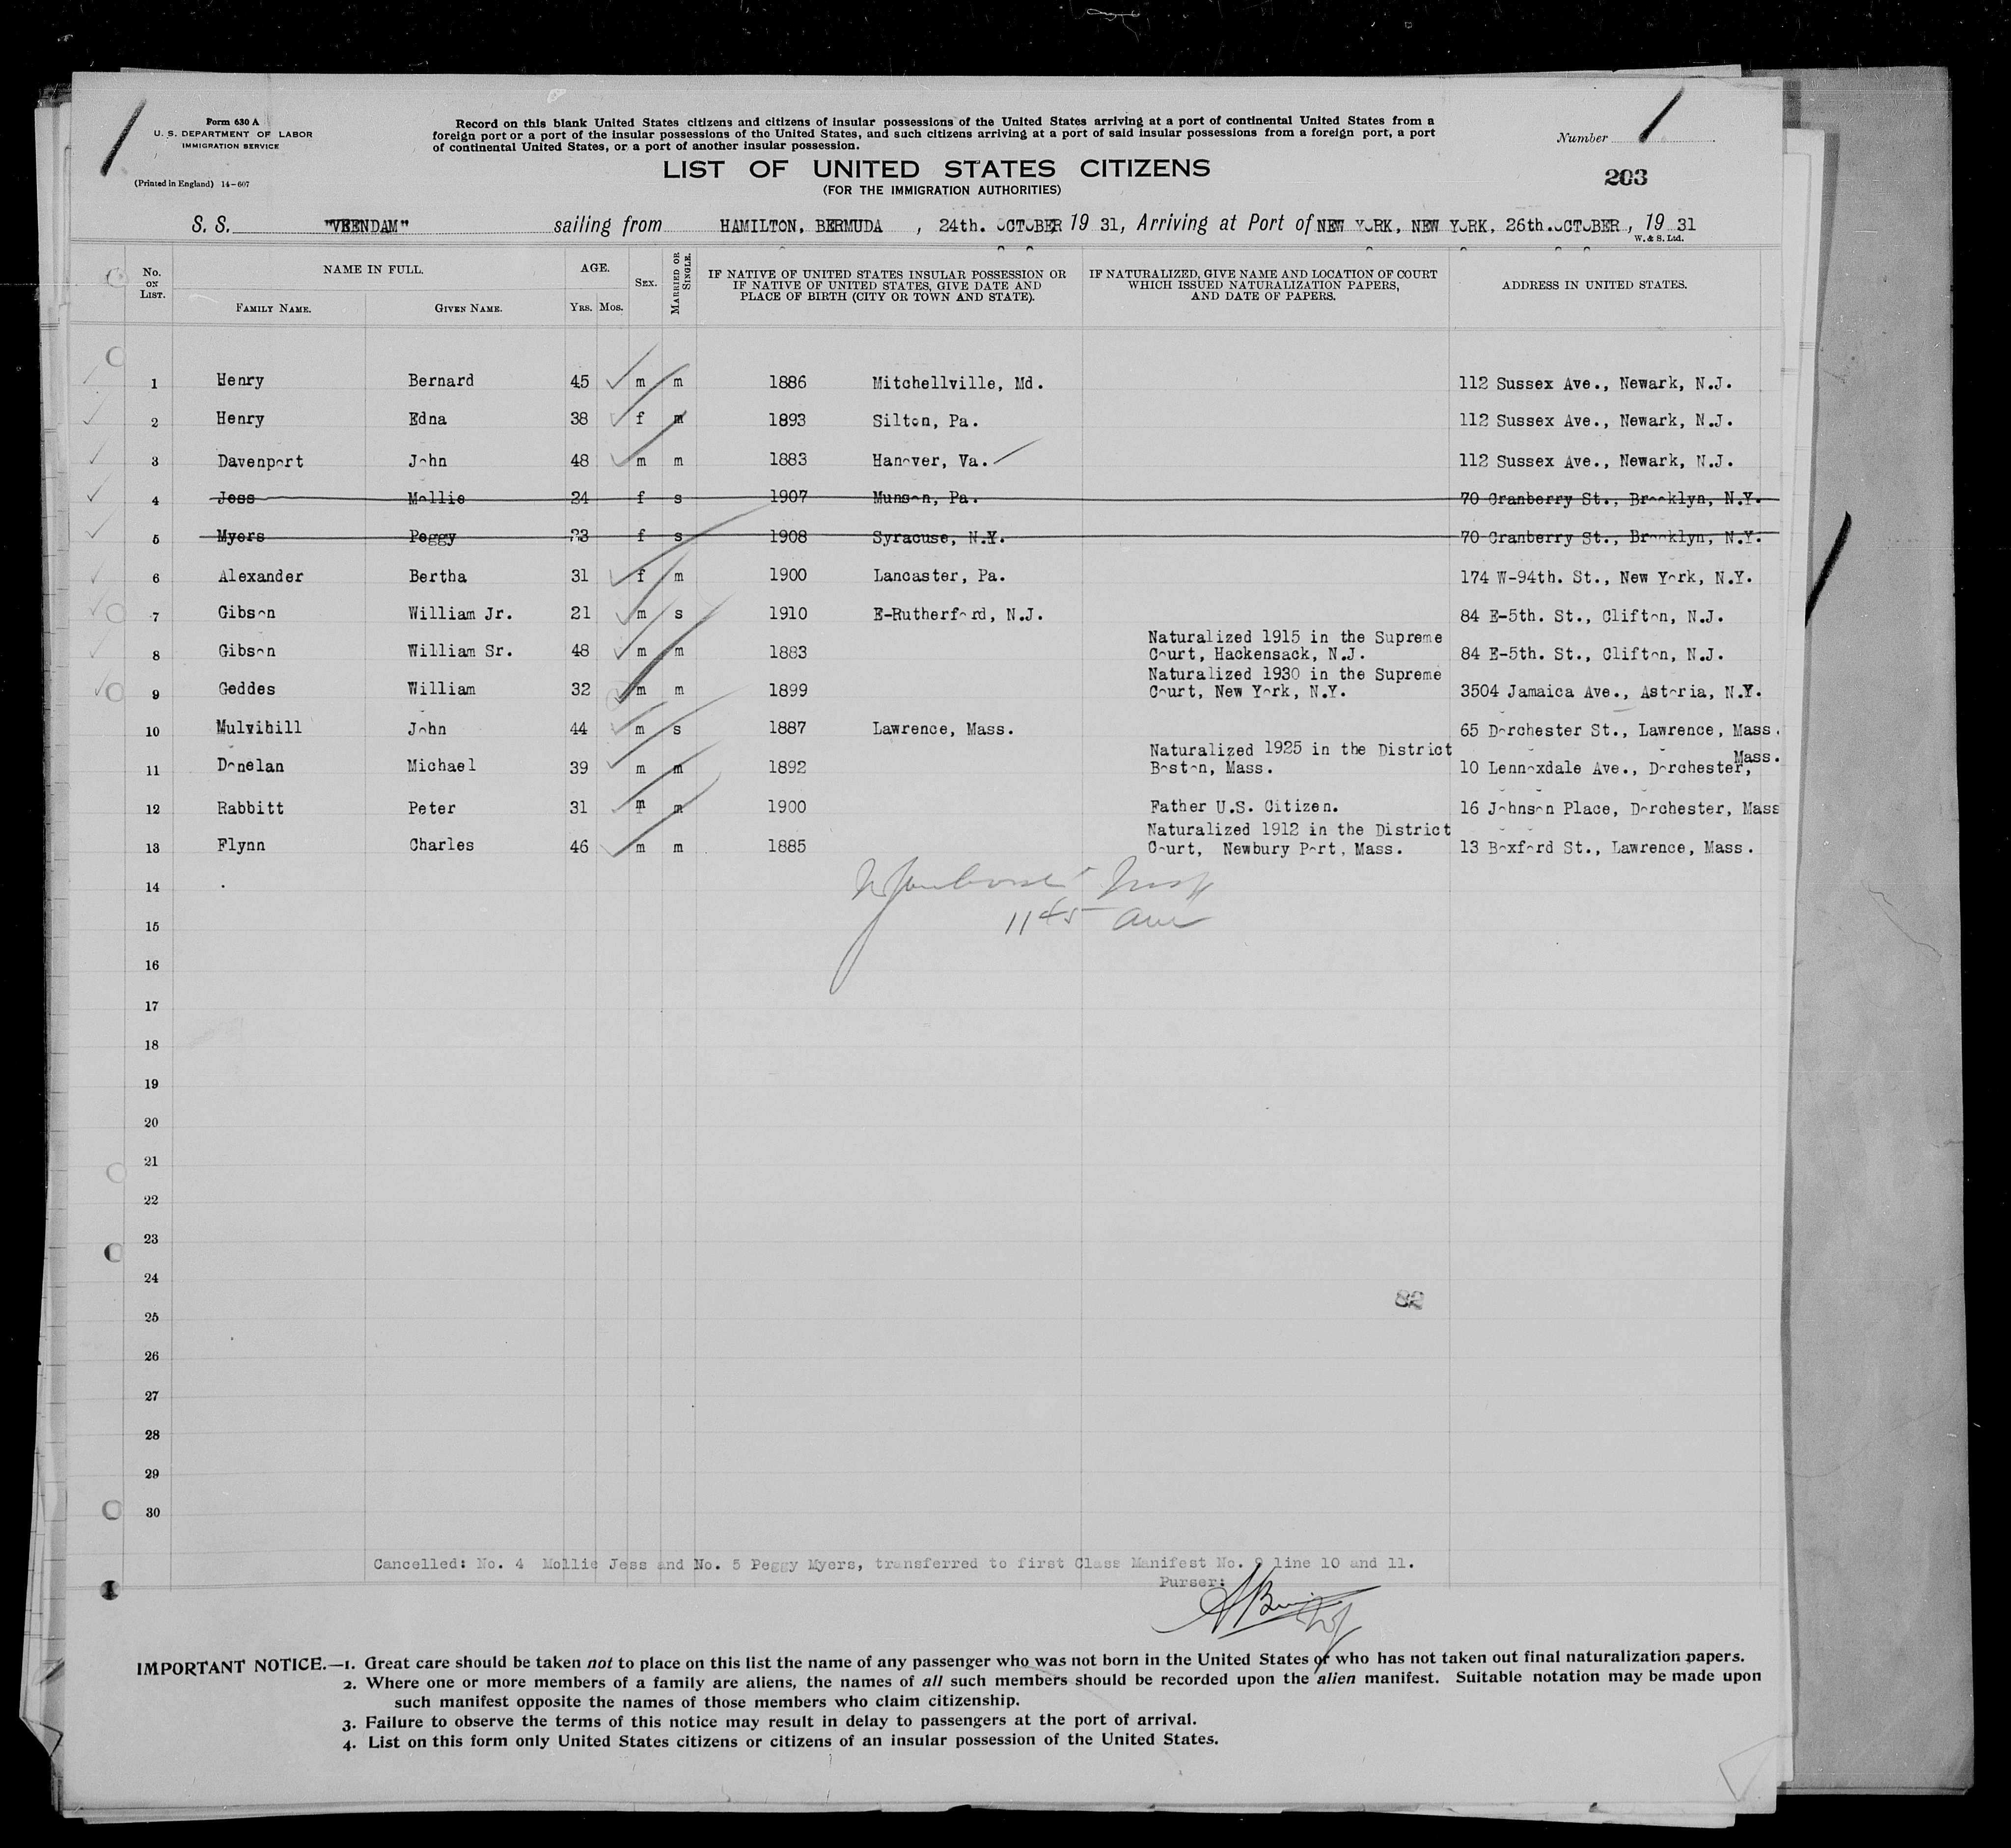 Form 630 A
U. S. DEPARTMENT OF LABOR
IMMIGRATION SERVICE
(Printed in England) 14-607
Record on this blank United States citizens and citizens of insular possessions of the United States arriving at a port of continental United States from a
foreign port or a port of the insular possessions of the United States, and such citizens arriving at a port of said insular possessions from a foreign port, a port
of continental United States, or a port of another insular possession.
Number
LIST OF UNITED STATES CITIZENS
(FOR THE IMMIGRATION AUTHORITIES)
203
S. S. "VEENDAM" sailing from HAMILTON, BERMUDA, 24th. OCTOBER 19 31, Arriving at Port of NEW YORK, NEW YORK, 26th. OCTOBER, 19 31
W. & S. Ltd.
No. ON LIST. NAME IN FULL. FAMILY NAME. GIVEN NAME. AGE. YRS. MOS. SEX. MARRIED OR SINGLE.
IF NATIVE OF UNITED STATES INSULAR POSSESSION OR
IF NATIVE OF UNITED STATES, GIVE DATE AND
PLACE OF BIRTH (CITY OR TOWN AND STATE).
IF NATURALIZED, GIVE NAME AND LOCATION OF COURT
WHICH ISSUED NATURALIZATION PAPERS,
AND DATE OF PAPERS.
ADDRESS IN UNITED STATES.
1 Henry Bernard 45 m m 1886 Mitchellville, Md. 112 Sussex Ave., Newark, N.J.
2 Henry Edna 38 f m 1893 Silton, Pa. 112 Sussex Ave., Newark, N.J.
3 Davenport John 48 m m 1883 Hanover, Va. 112 Sussex Ave., Newark, N.J.
4 Jess Mollie 24 f s 1907 Munson, Pa. 70 Cranberry St., Brooklyn, N.Y.
5 Myers Peggy 23 f s 1908 Syracuse, N.Y. 70 Cranberry St., Brooklyn, N.Y.
6 Alexander Bertha 31 f m 1900 Lancaster, Pa. 174 W-94th. St., New York, N.Y.
7 Gibson William Jr. 21 m s 1910 E-Rutherford, N.J. 84 E-5th. St., Clifton, N.J.
Naturalized 1915 in the Supreme
8 Gibson William Sr. 48 m m 1883 Court, Hackensack, N.J. 84 E-5th. St., Clifton, N.J.
Naturalized 1930 in the Supreme
9 Geddes William 32 m m 1899 Court, New York, N.Y. 3504 Jamaica Ave., Astoria, N.Y.
10 Mulvihill John 44 m s 1887 Lawrence, Mass. 65 Dorchester St., Lawrence, Mass.
Naturalized 1925 in the District
11 Donelan Michael 39 m m 1892 Boston, Mass. 10 Lennoxdale Ave., Dorchester, Mass.
12 Rabbitt Peter 31 m m 1900 Father U.S. Citizen. 16 Johnson Place, Dorchester, Mass
Naturalized 1912 in the District
13 Flynn Charles 46 m m 1885 Court, Newbury Port, Mass. 13 Boxford St., Lawrence, Mass.
14
15
1145 am
16
17
18
19
20
21
22
23
24
82
25
26
27
28
29
30
Cancelled: No. 4 Mollie Jess and No. 5 Peggy Myers, transferred to first Class Manifest No. 9 line 10 and 11.
Purser:
IMPORTANT NOTICE.—1. Great care should be taken not to place on this list the name of any passenger who was not born in the United States or who has not taken out final naturalization papers.
2. Where one or more members of a family are aliens, the names of all such members should be recorded upon the alien manifest. Suitable notation may be made upon
such manifest opposite the names of those members who claim citizenship.
3. Failure to observe the terms of this notice may result in delay to passengers at the port of arrival.
4. List on this form only United States citizens or citizens of an insular possession of the United States.